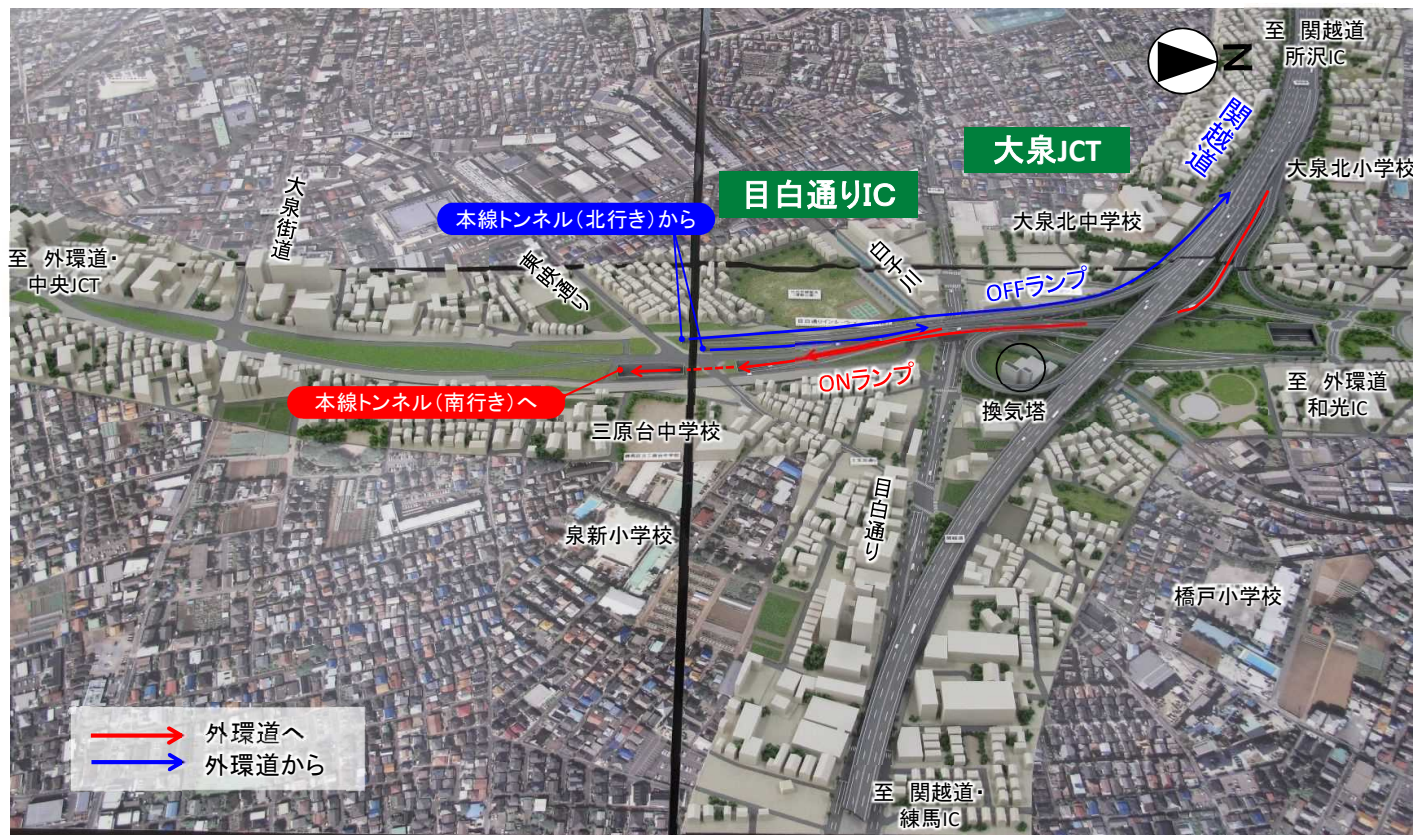 至 関越道
所沢IC
N
関越道
大泉JCT
大泉北小学校
目白通りIC
大泉街道
本線トンネル(北行き)から
大泉北中学校
白子川
至 外環道・
中央JCT
東映通り
OFFランプ
ONランプ
至 外環道
和光IC
本線トンネル(南行き)へ
換気塔
三原台中学校
目白通り
泉新小学校
橋戸小学校
外環道へ
外環道から
至 関越道・
練馬IC